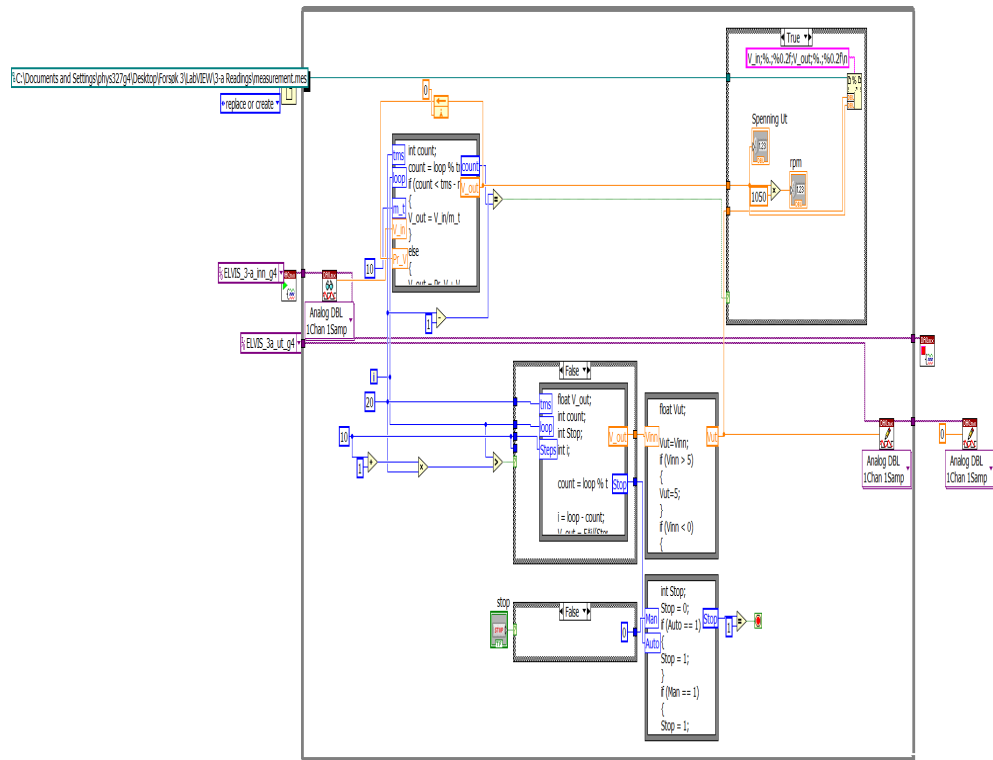 True
V_in;%.;%0.2f;V_out;%.;%0.2f\n
C:\Documents and Settings\phys327g4\Desktop\Forsøk 3\LabVIEW\3-a Readings\measurement.mes
replace or create
0
Spenning Ut
123
rpm
123
1050
tms
loop
m_t
V_in
Pr_V
int count;
count = loop % t
if (count < tms -
{
V_out = V_in/m_t
}
else
{
count
V_out
10
1
ELVIS_3-a_inn_g4
Analog DBL
1Chan 1Samp
ELVIS_3a_ut_g4
i
20
10
1
False
tms
loop
Steps
float V_out;
int count;
int Stop;
int i;
count = loop % t
i = loop - count;
V_out
Stop
Vinn
float Vut;
Vut=Vinn;
if (Vinn > 5)
{
Vut=5;
}
if (Vinn < 0)
{
Vut
Analog DBL
1Chan 1Samp
0
Analog DBL
1Chan 1Samp
stop
STOP
False
0
Man
Auto
int Stop;
Stop = 0;
if (Auto == 1)
{
Stop = 1;
}
if (Man == 1)
{
Stop = 1;
Stop
1